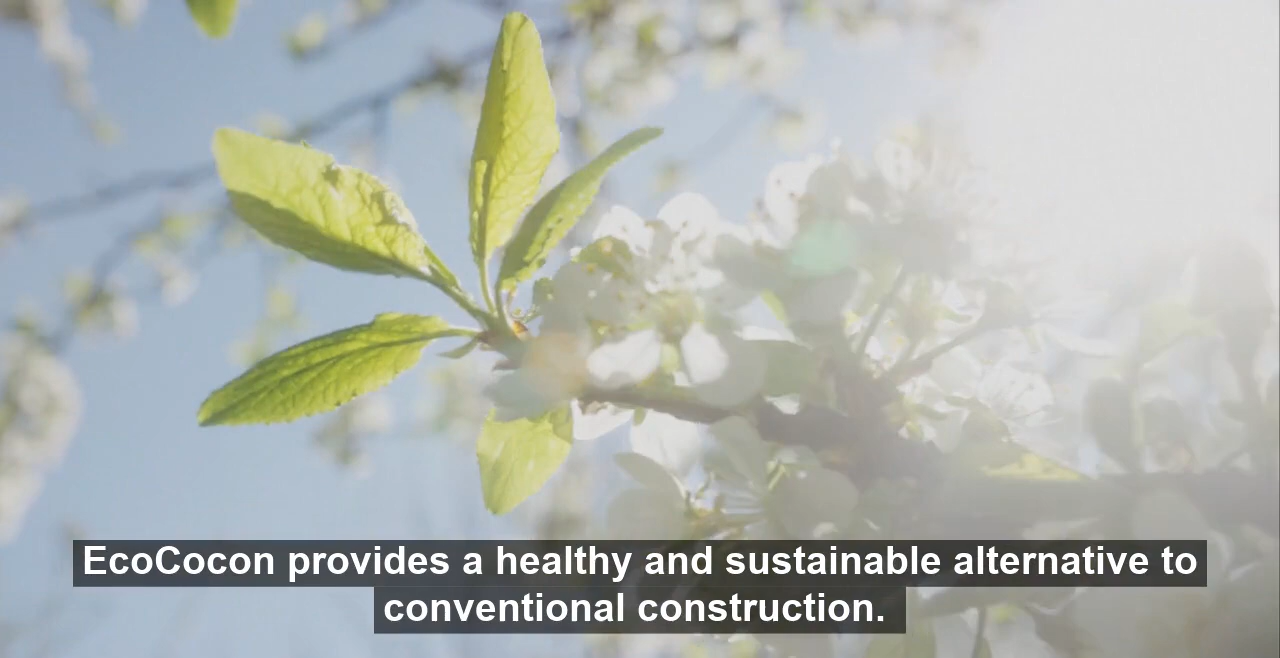 EcoCocon provides a healthy and sustainable alternative to
conventional construction.